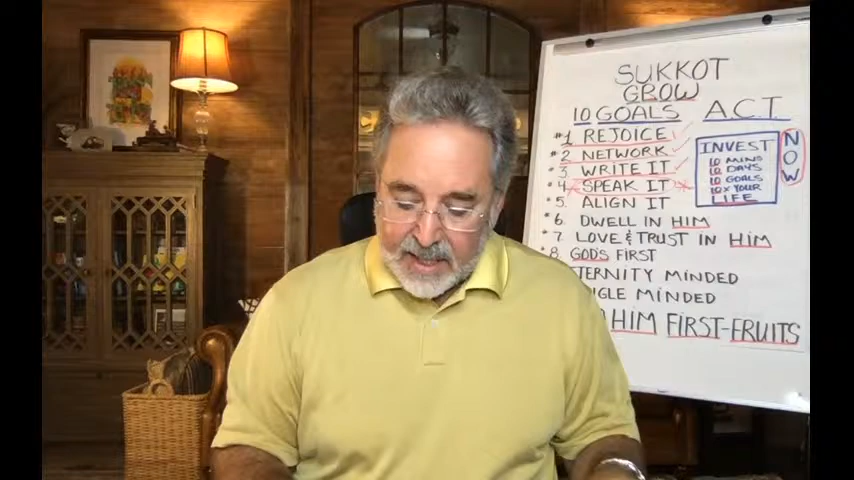 SUKKOT
GROW
10 GOALS ACT
#1 REJOICE
#2 NETWORK
#3 WRITE IT
#4 SPEAK IT
#5. ALIGN IT
#6. DWELL IN HIM
#7. LOVE & TRUST IN HIM
#8. GOD'S FIRST
TERNITY MINDED
GLE MINDED
HIM FIRST-FRUITS
INVEST
10 MINS
10 DAYS
10 GOALS
10X YOUR
LIFE
NOW